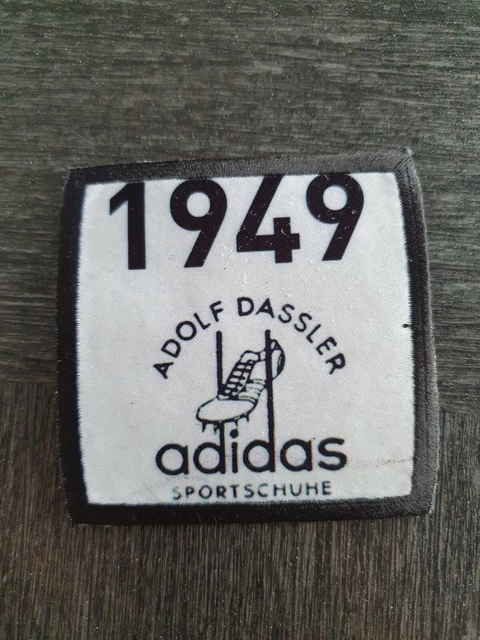 1949
ADOLF DASSLER
adidas
SPORTSCHUHE